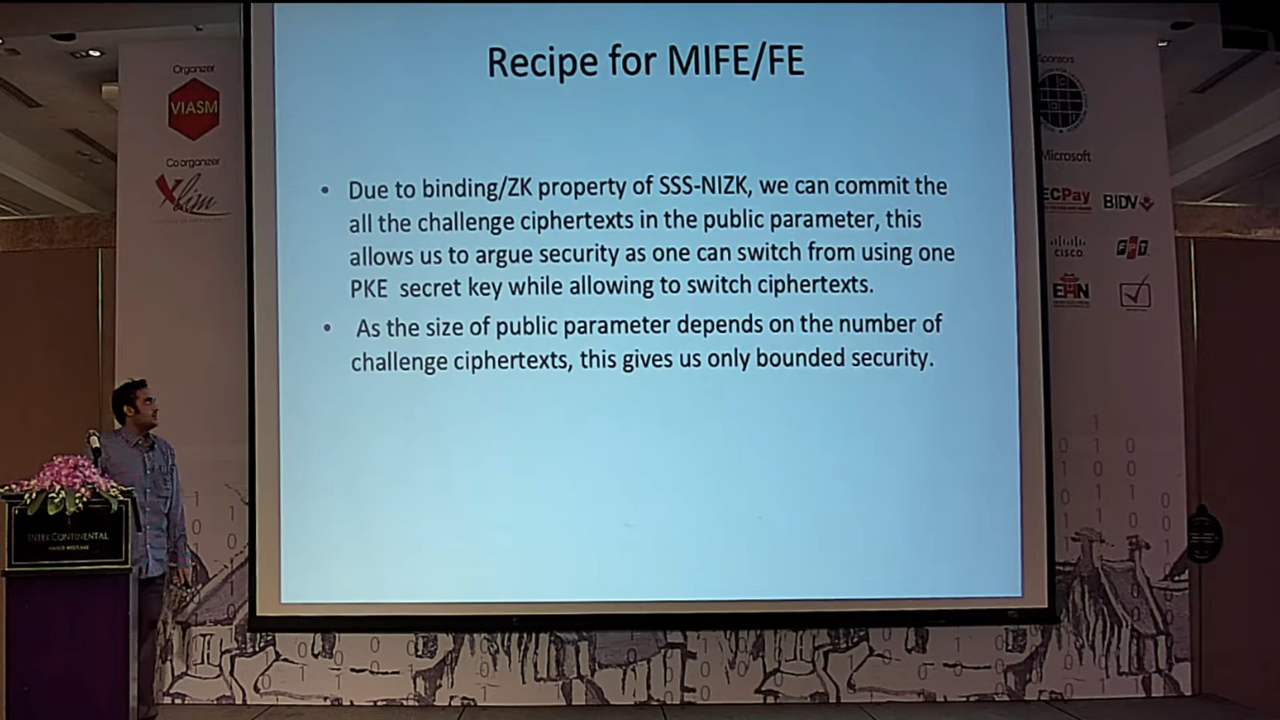 Recipe for MIFE/FE
• Due to binding/ZK property of SSS-NIZK, we can commit the
all the challenge ciphertexts in the public parameter, this
allows us to argue security as one can switch from using one
PKE secret key while allowing to switch ciphertexts.
• As the size of public parameter depends on the number of
challenge ciphertexts, this gives us only bounded security.
Organizer
VIASM
Coorganizer
Xlim
Sponsors
Microsoft
ECPay
BIDV
CISCO
FPT
INTERCONTINENTAL